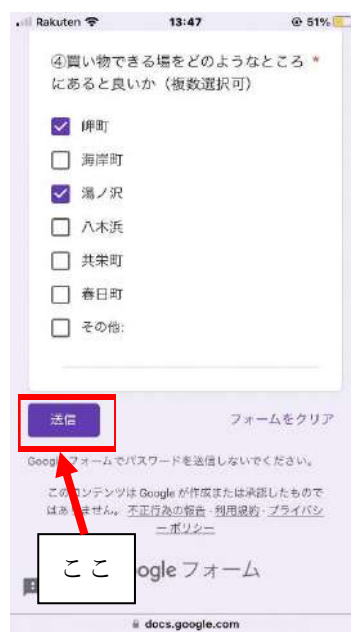 Rakuten 13:47 51%
④買い物できる場をどのようなところ *
にあると良いか（複数選択可）
岬町
海岸町
湯ノ沢
八木浜
共栄町
春日町
その他:
送信 フォームをクリア
Google フォームでパスワードを送信しないでください。
このコンテンツは Google が作成または承認したもので
はありません。 不正行為の報告 - 利用規約 - プライバシ
ーポリシー
ここ
ogle フォーム
docs.google.com